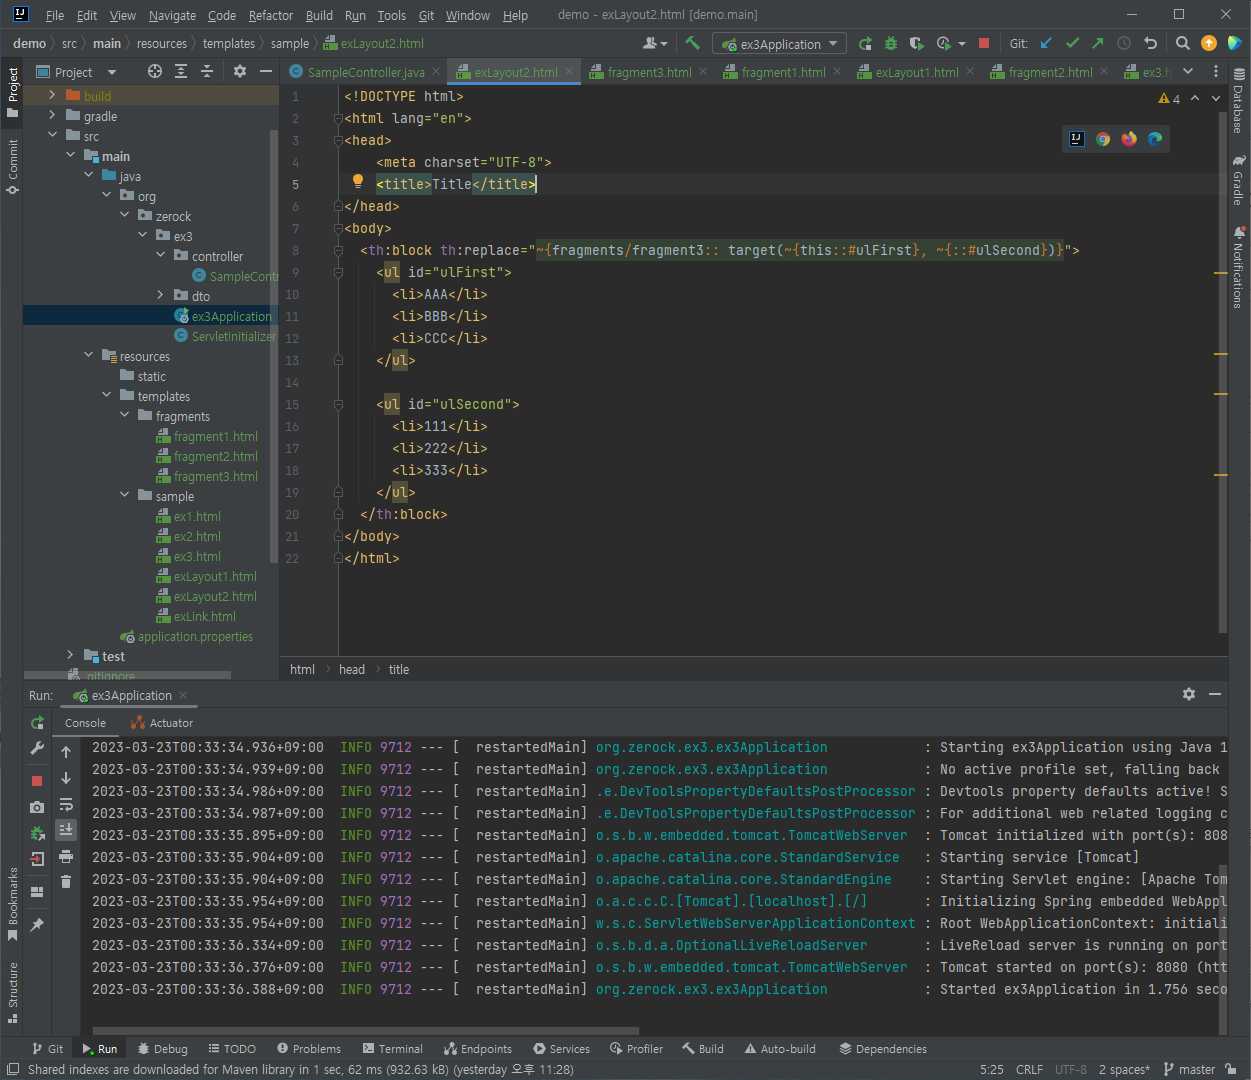 File Edit View Navigate Code Refactor Build Run Tools Git Window Help demo - exLayout2.html [demo.main]
demo src main resources templates sample exLayout2.html ex3Application Git:
Project
SampleController.java exLayout2.html fragment3.html fragment1.html exLayout1.html fragment2.html ex3.h
Project
Commit
Bookmarks
Structure
Database
Gradle
Notifications
build
gradle
src
main
java
org
zerock
ex3
controller
SampleContr
dto
ex3Application
ServletInitializer
resources
static
templates
fragments
fragment1.html
fragment2.html
fragment3.html
sample
ex1.html
ex2.html
ex3.html
exLayout1.html
exLayout2.html
exLink.html
application.properties
test
.gitignore
4
1 <!DOCTYPE html>
2 <html lang="en">
3 <head>
4 <meta charset="UTF-8">
5 <title>Title</title>
6 </head>
7 <body>
8 <th:block th:replace="~{fragments/fragment3:: target(~{this::#ulFirst}, ~{::#ulSecond})}">
9 <ul id="ulFirst">
10 <li>AAA</li>
11 <li>BBB</li>
12 <li>CCC</li>
13 </ul>
14
15 <ul id="ulSecond">
16 <li>111</li>
17 <li>222</li>
18 <li>333</li>
19 </ul>
20 </th:block>
21 </body>
22 </html>
html head title
Run: ex3Application
Console Actuator
2023-03-23T00:33:34.936+09:00 INFO 9712 --- [ restartedMain] org.zerock.ex3.ex3Application : Starting ex3Application using Java 1
2023-03-23T00:33:34.939+09:00 INFO 9712 --- [ restartedMain] org.zerock.ex3.ex3Application : No active profile set, falling back
2023-03-23T00:33:34.986+09:00 INFO 9712 --- [ restartedMain] .e.DevToolsPropertyDefaultsPostProcessor : Devtools property defaults active! S
2023-03-23T00:33:34.987+09:00 INFO 9712 --- [ restartedMain] .e.DevToolsPropertyDefaultsPostProcessor : For additional web related logging c
2023-03-23T00:33:35.895+09:00 INFO 9712 --- [ restartedMain] o.s.b.w.embedded.tomcat.TomcatWebServer : Tomcat initialized with port(s): 808
2023-03-23T00:33:35.904+09:00 INFO 9712 --- [ restartedMain] o.apache.catalina.core.StandardService : Starting service [Tomcat]
2023-03-23T00:33:35.904+09:00 INFO 9712 --- [ restartedMain] o.apache.catalina.core.StandardEngine : Starting Servlet engine: [Apache Tom
2023-03-23T00:33:35.954+09:00 INFO 9712 --- [ restartedMain] o.a.c.c.C.[Tomcat].[localhost].[/] : Initializing Spring embedded WebAppl
2023-03-23T00:33:35.954+09:00 INFO 9712 --- [ restartedMain] w.s.c.ServletWebServerApplicationContext : Root WebApplicationContext: initiali
2023-03-23T00:33:36.334+09:00 INFO 9712 --- [ restartedMain] o.s.b.d.a.OptionalLiveReloadServer : LiveReload server is running on port
2023-03-23T00:33:36.376+09:00 INFO 9712 --- [ restartedMain] o.s.b.w.embedded.tomcat.TomcatWebServer : Tomcat started on port(s): 8080 (htt
2023-03-23T00:33:36.388+09:00 INFO 9712 --- [ restartedMain] org.zerock.ex3.ex3Application : Started ex3Application in 1.756 seco
Git Run Debug TODO Problems Terminal Endpoints Services Profiler Build Auto-build Dependencies
Shared indexes are downloaded for Maven library in 1 sec, 62 ms (932.63 kB) (yesterday 오후 11:28) 5:25 CRLF UTF-8 2 spaces* master